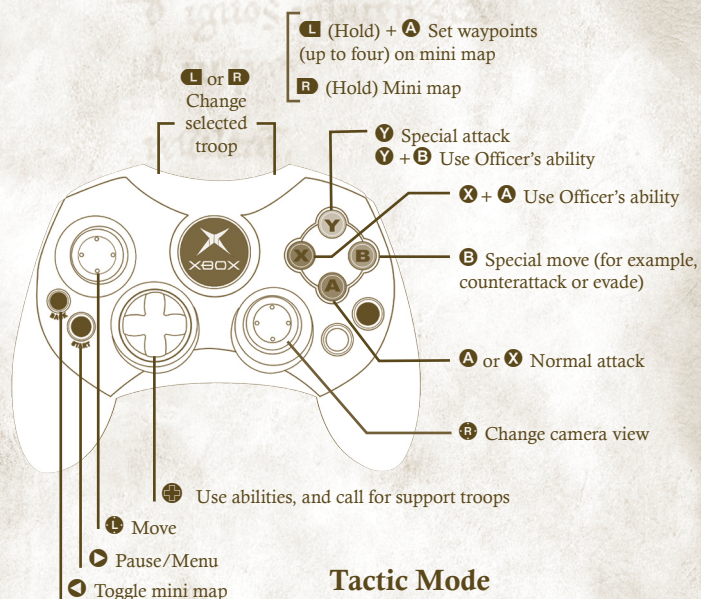 L (Hold) + A Set waypoints
(up to four) on mini map
R (Hold) Mini map
L or R
Change
selected
troop
Y Special attack
Y + B Use Officer's ability
X + A Use Officer's ability
B Special move (for example,
counterattack or evade)
A or X Normal attack
R Change camera view
Use abilities, and call for support troops
L Move
Pause/Menu
Toggle mini map
XBOX
Y
X
B
A
BACK
START
Tactic Mode